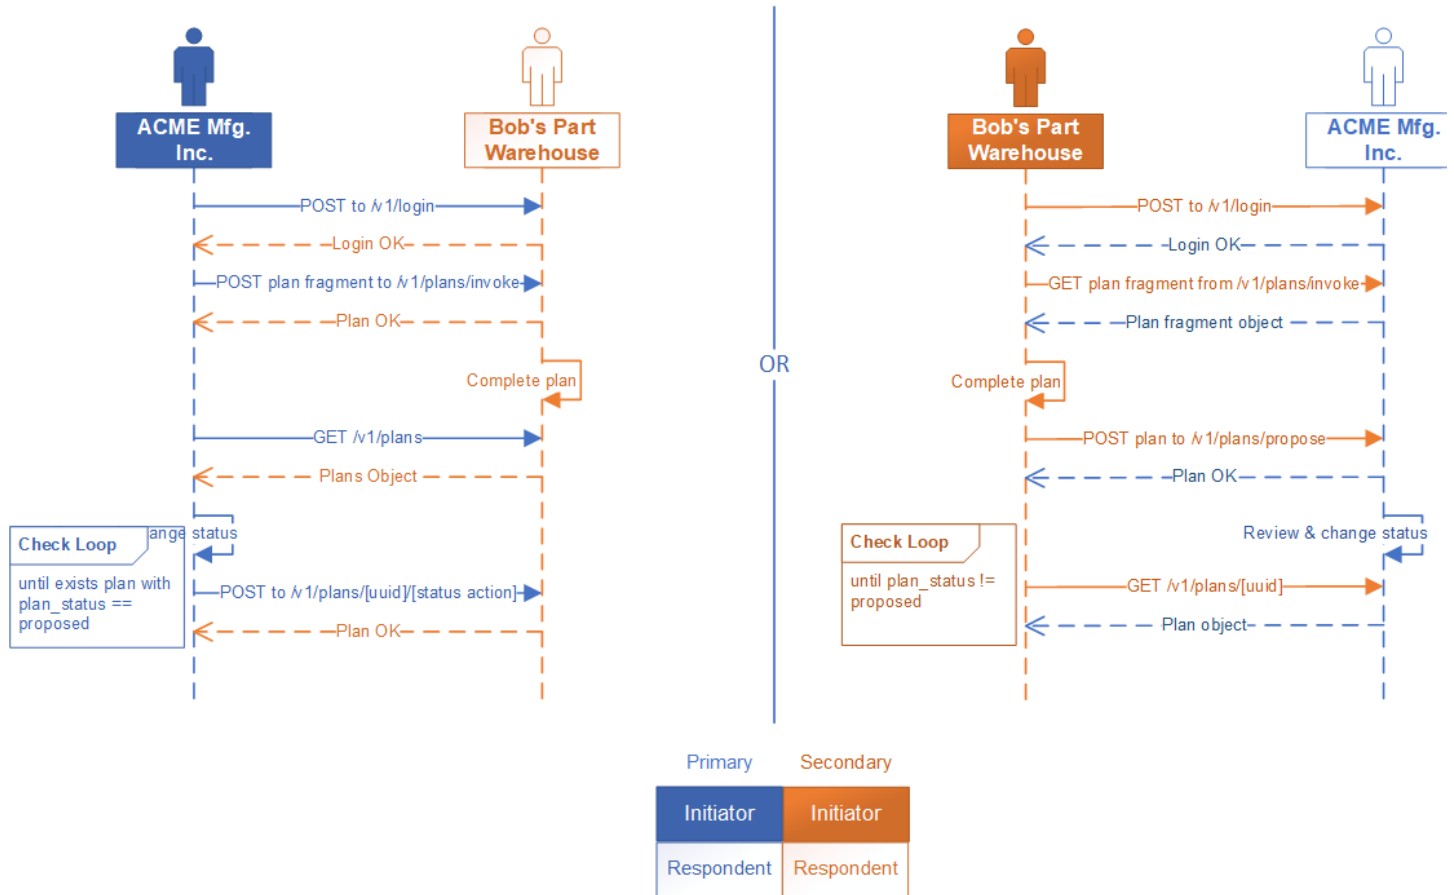 ACME Mfg.
Inc.
Bob's Part
Warehouse
POST to /v1/login
Login OK
POST plan fragment to /v1/plans/invoke
Plan OK
Complete plan
GET /v1/plans
Plans Object
ange status
Check Loop
until exists plan with
plan_status ==
proposed
POST to /v1/plans/[uuid]/[status action]
Plan OK
OR
Bob's Part
Warehouse
ACME Mfg.
Inc.
POST to /v1/login
Login OK
GET plan fragment from /v1/plans/invoke
Plan fragment object
Complete plan
POST plan to /v1/plans/propose
Plan OK
Review & change status
Check Loop
until plan_status !=
proposed
GET /v1/plans/[uuid]
Plan object
Primary
Secondary
Initiator
Initiator
Respondent
Respondent